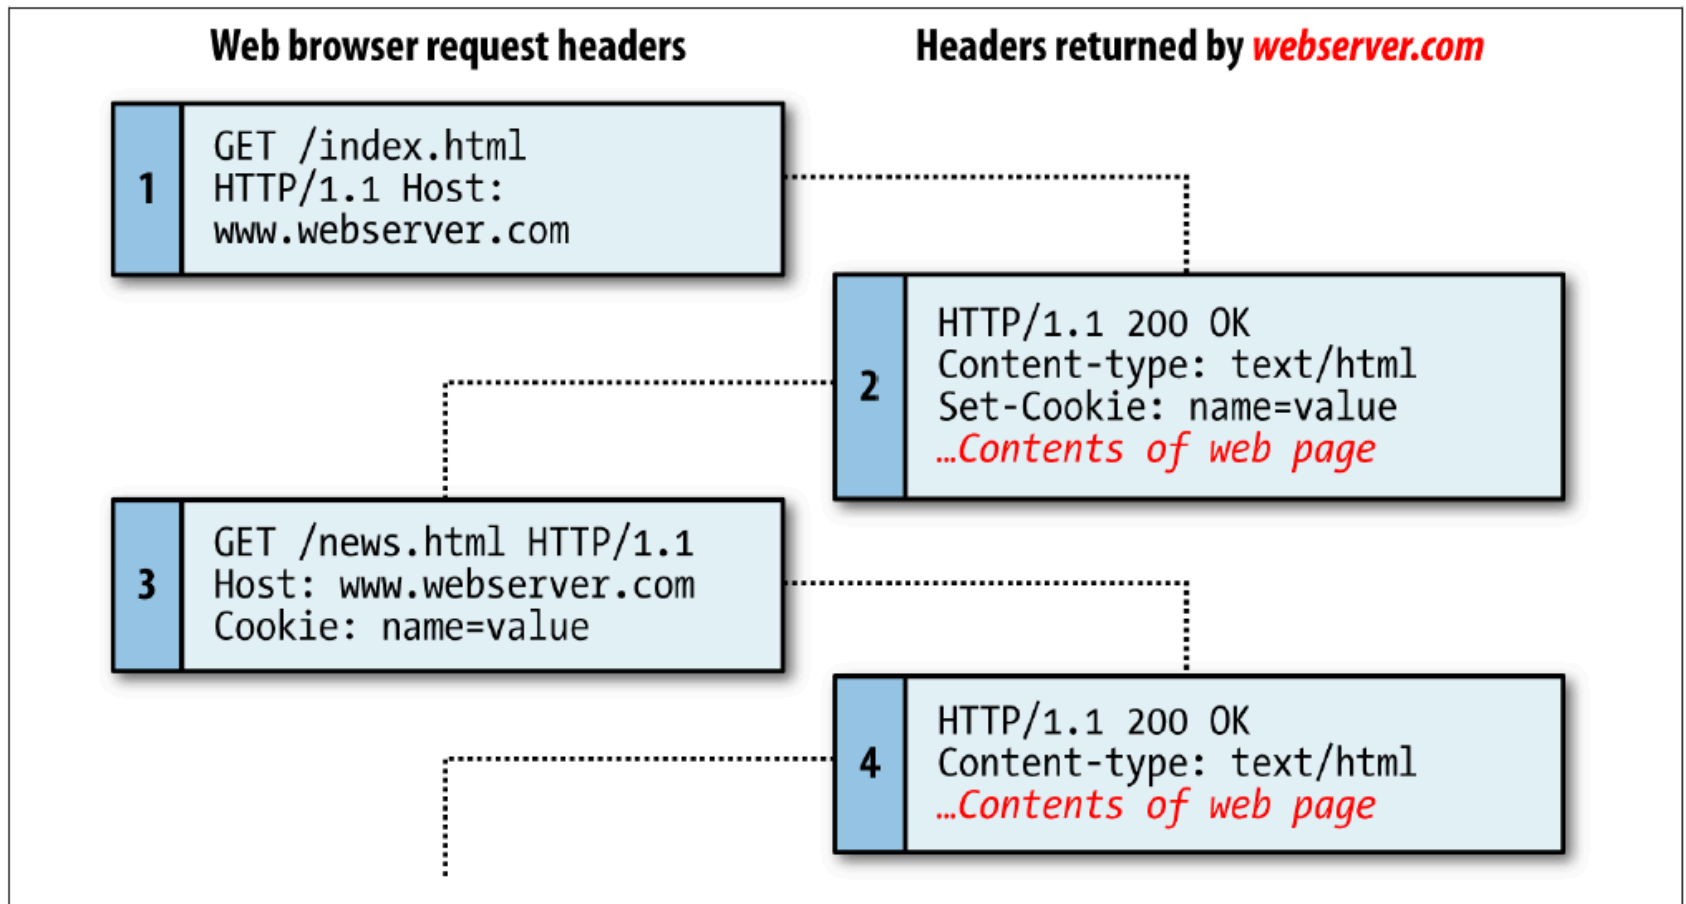 Web browser request headers
Headers returned by webserver.com
1
GET /index.html
HTTP/1.1 Host:
www.webserver.com
2
HTTP/1.1 200 OK
Content-type: text/html
Set-Cookie: name=value
…Contents of web page
3
GET /news.html HTTP/1.1
Host: www.webserver.com
Cookie: name=value
4
HTTP/1.1 200 OK
Content-type: text/html
…Contents of web page